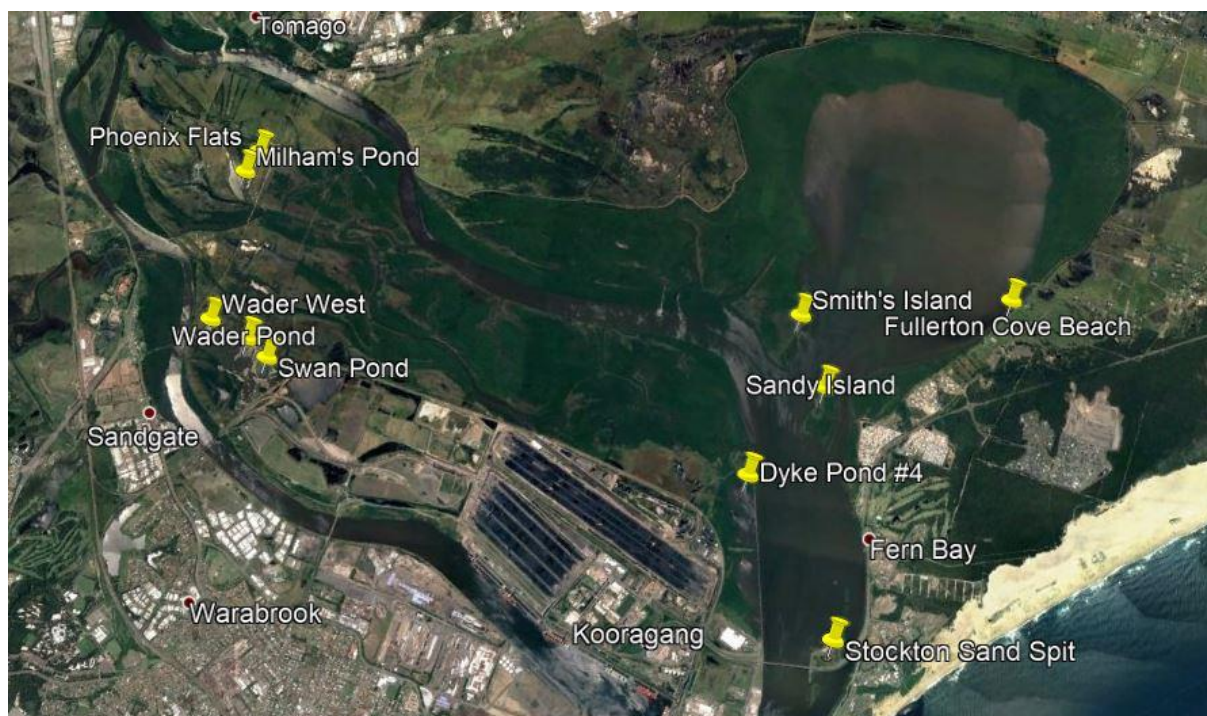 Tomago
Phoenix Flats
Milham's Pond
Wader West
Smith's Island
Fullerton Cove Beach
Wader Pond
Swan Pond
Sandy Island
Sandgate
Dyke Pond #4
Fern Bay
Warabrook
Kooragang
Stockton Sand Spit